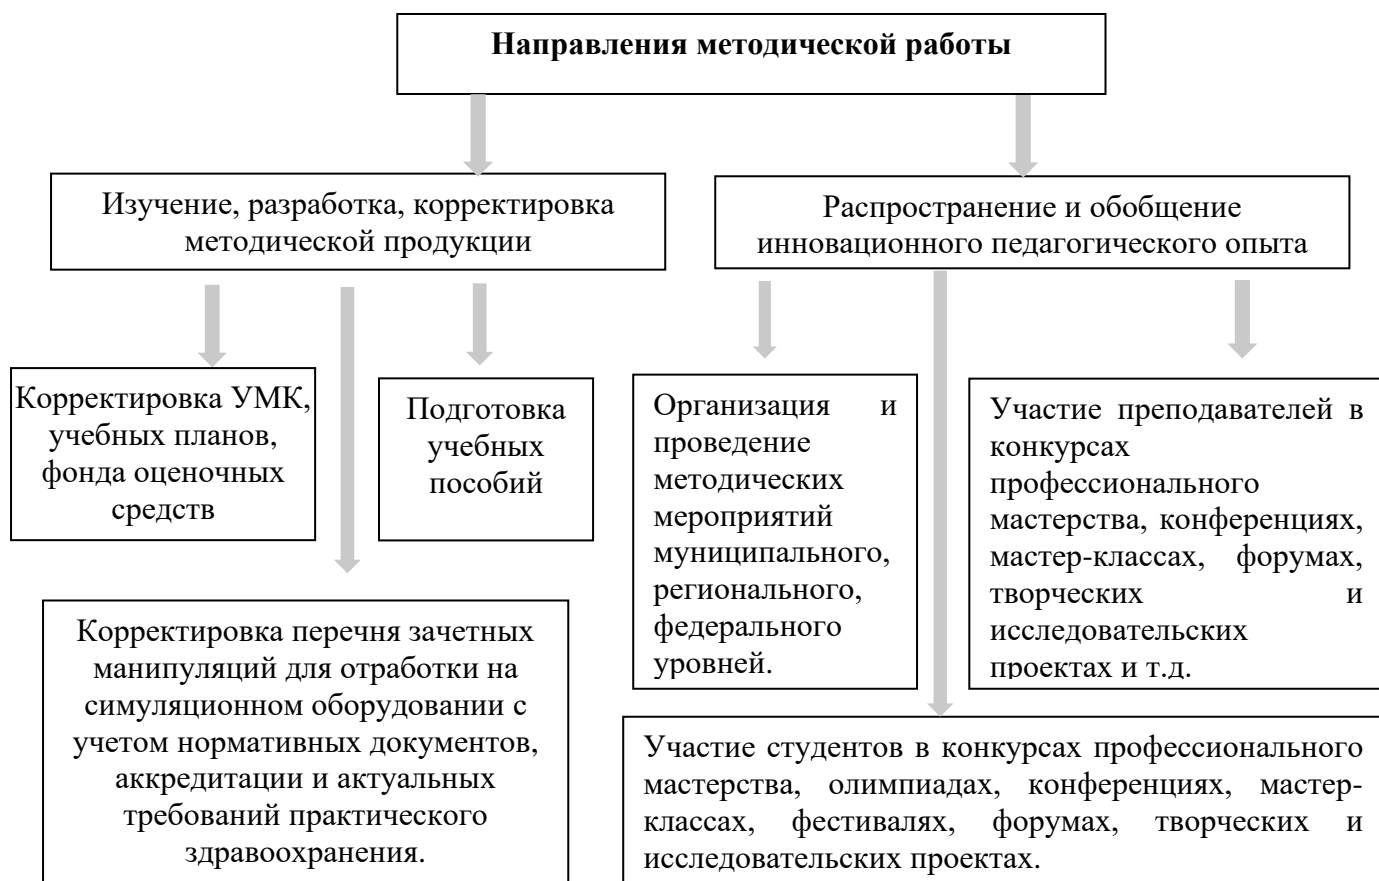 Направления методической работы
Изучение, разработка, корректировка
методической продукции
Распространение и обобщение
инновационного педагогического опыта
Корректировка УМК,
учебных планов,
фонда оценочных
средств
Подготовка
учебных
пособий
Организация и
проведение
методических
мероприятий
муниципального,
регионального,
федерального
уровней.
Участие преподавателей в
конкурсах
профессионального
мастерства, конференциях,
мастер-классах, форумах,
творческих и
исследовательских
проектах и т.д.
Корректировка перечня зачетных
манипуляций для отработки на
симуляционном оборудовании с
учетом нормативных документов,
аккредитации и актуальных
требований практического
здравоохранения.
Участие студентов в конкурсах профессионального
мастерства, олимпиадах, конференциях, мастер-
классах, фестивалях, форумах, творческих и
исследовательских проектах.